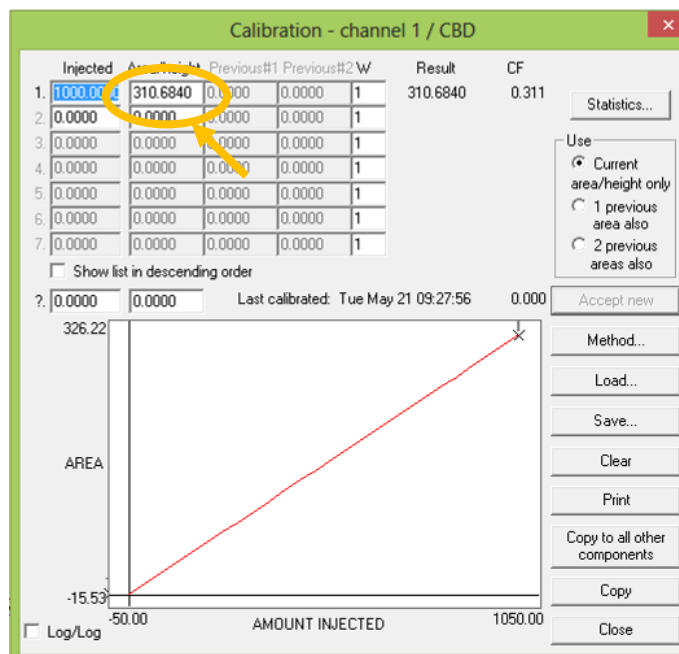 Calibration - channel 1 / CBD
Injected Area/height Previous#1 Previous#2 W Result CF
1. 1000.0000 310.6840 0.0000 0.0000 1 310.6840 0.311
2. 0.0000 0.0000 0.0000 0.0000 1
3. 0.0000 0.0000 0.0000 0.0000 1
4. 0.0000 0.0000 0.0000 0.0000 1
5. 0.0000 0.0000 0.0000 0.0000 1
6. 0.0000 0.0000 0.0000 0.0000 1
7. 0.0000 0.0000 0.0000 0.0000 1
Show list in descending order
?. 0.0000 0.0000 Last calibrated: Tue May 21 09:27:56 0.000
326.22
AREA
-15.53
-50.00 AMOUNT INJECTED 1050.00
Log/Log
Statistics...
Use
Current
area/height only
1 previous
area also
2 previous
areas also
Accept new
Method...
Load...
Save...
Clear
Print
Copy to all other
components
Copy
Close